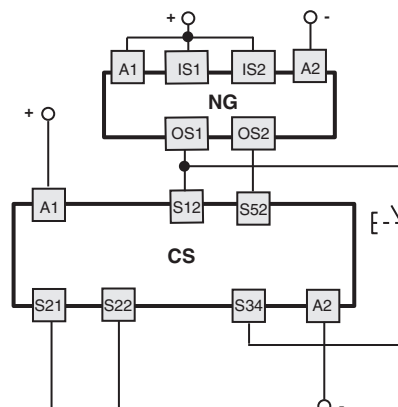 + -
A1 IS1 IS2 A2
NG
OS1 OS2
+
A1 S12 S52
CS
S21 S22 S34 A2
-